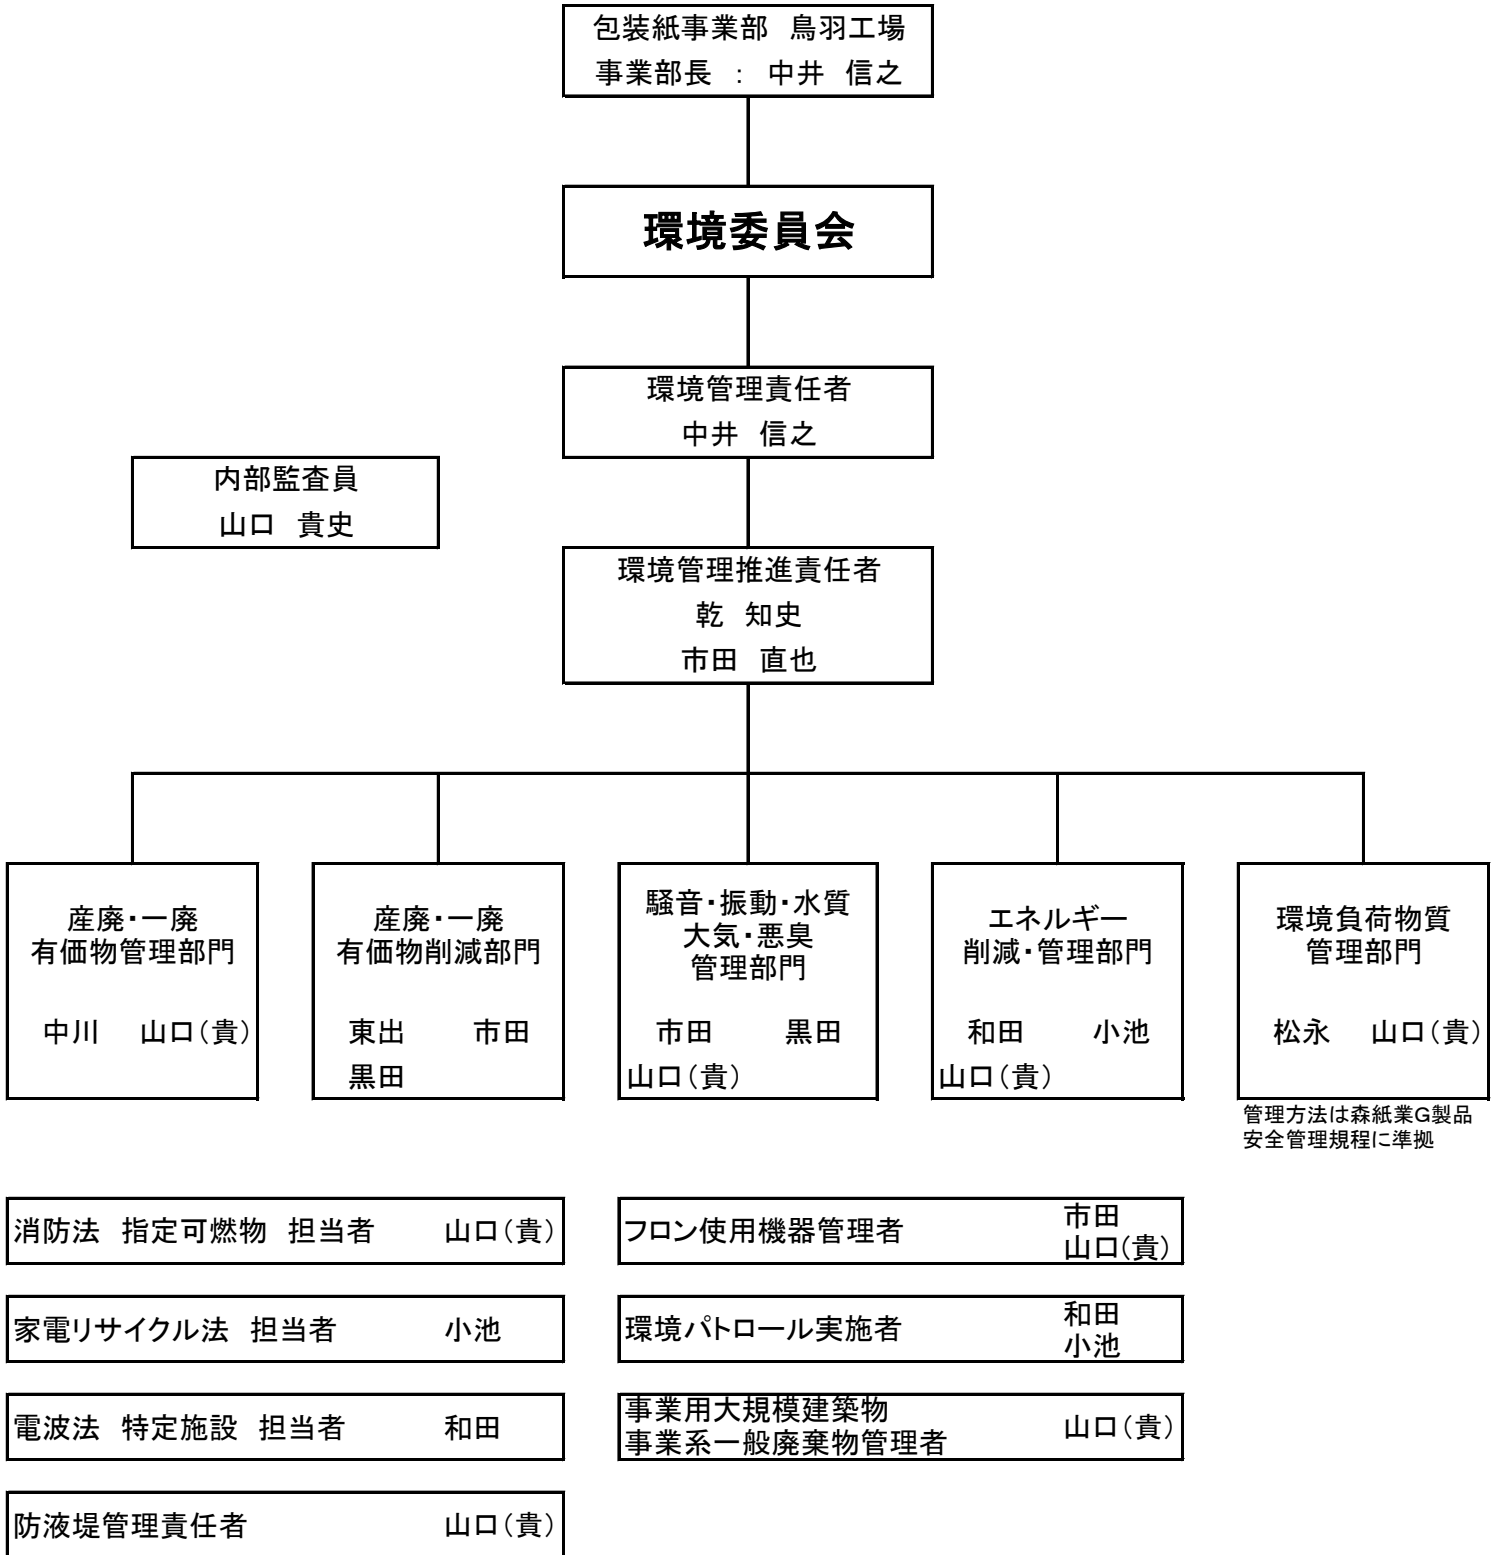 包装紙事業部　鳥羽工場
事業部長　：　中井　信之
環境委員会
環境管理責任者
中井　信之
内部監査員
山口　貴史
環境管理推進責任者
乾　知史
市田　直也
産廃・一廃
有価物管理部門
中川　山口（貴）
産廃・一廃
有価物削減部門
東出　市田
黒田
騒音・振動・水質
大気・悪臭
管理部門
市田　黒田
山口（貴）
エネルギー
削減・管理部門
和田　小池
山口（貴）
環境負荷物質
管理部門
松永　山口（貴）
管理方法は森紙業G製品
安全管理規程に準拠
消防法　指定可燃物　担当者　山口（貴）
フロン使用機器管理者　市田
山口（貴）
家電リサイクル法　担当者　小池
環境パトロール実施者　和田
小池
電波法　特定施設　担当者　和田
事業用大規模建築物
事業系一般廃棄物管理者　山口（貴）
防液堤管理責任者　山口（貴）